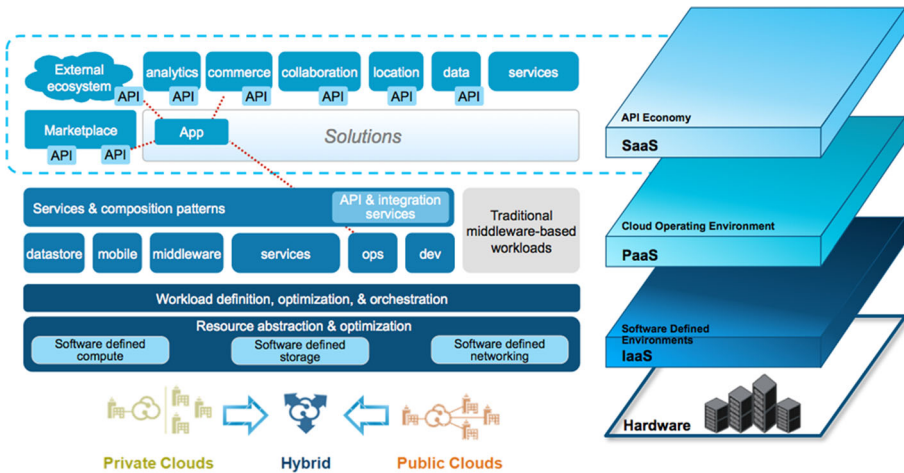 External
ecosystem
API
analytics
API
commerce
API
collaboration
API
location
API
data
API
services
Marketplace
API
API
App
Solutions
Services & composition patterns
API & integration
services
Traditional
middleware-based
workloads
datastore
mobile
middleware
services
ops
dev
Workload definition, optimization, & orchestration
Resource abstraction & optimization
Software defined
compute
Software defined
storage
Software defined
networking
Private Clouds
Hybrid
Public Clouds
API Economy
SaaS
Cloud Operating Environment
PaaS
Software Defined
Environments
IaaS
Hardware